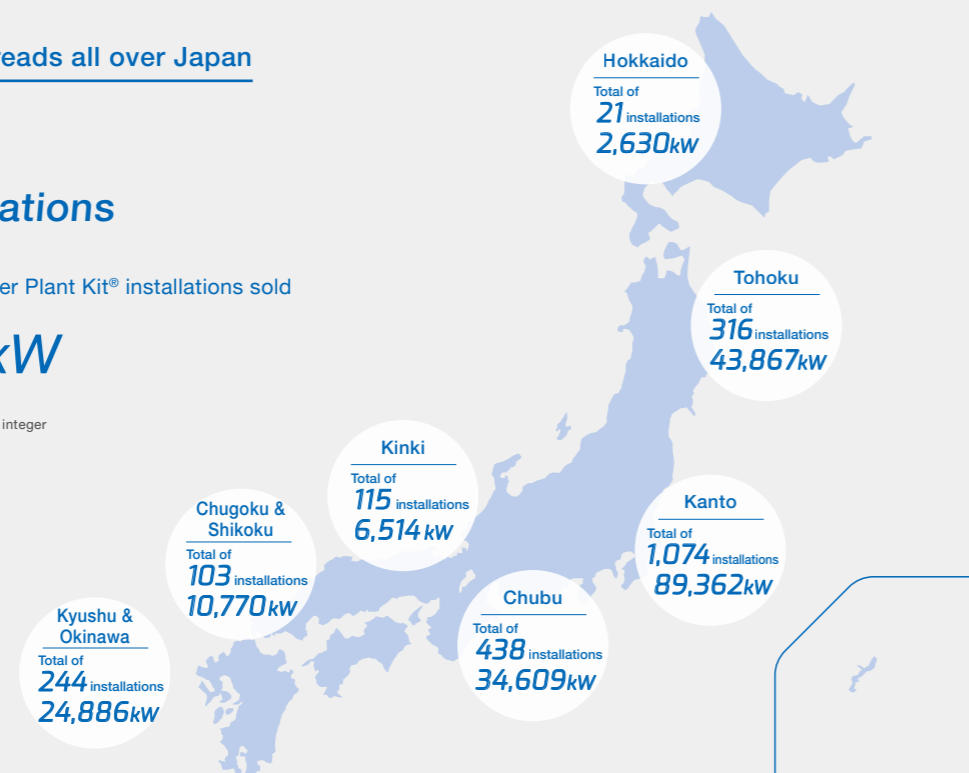 reads all over Japan
ations
er Plant Kit® installations sold
kW
integer
Hokkaido
Total of
21 installations
2,630kW
Tohoku
Total of
316 installations
43,867kW
Kinki
Total of
115 installations
6,514 kW
Kanto
Total of
1,074 installations
89,362kW
Chugoku &
Shikoku
Total of
103 installations
10,770kW
Chubu
Total of
438 installations
34,609kW
Kyushu &
Okinawa
Total of
244 installations
24,886kW